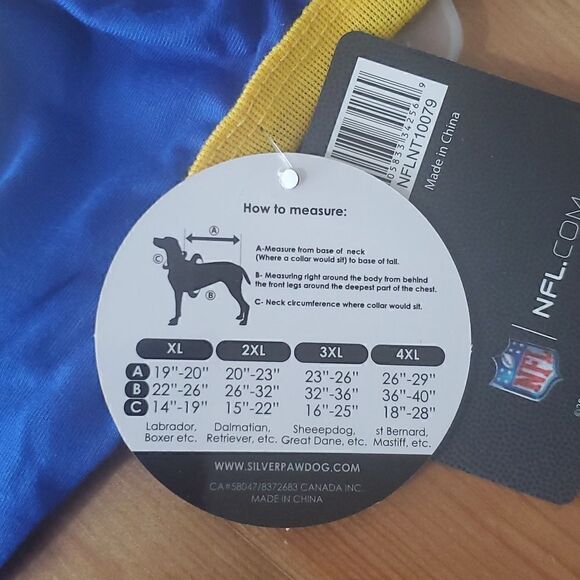 How to measure:
A
C
B
A-Measure from base of neck
(Where a collar would sit) to base of tail.
B- Measuring right around the body from behind
the front legs around the deepest part of the chest.
C- Neck circumference where collar would sit.
XL 2XL 3XL 4XL
A 19"-20" 20"-23" 23"-26" 26"-29"
B 22"-26" 26"-32" 32"-36" 36"-40"
C 14"-19" 15"-22" 16"-25" 18"-28"
Labrador, Dalmatian, Sheeepdog, st Bernard,
Boxer etc. Retriever, etc. Great Dane, etc. Mastiff, etc.
WWW.SILVERPAWDOG.COM
CA#58047/8372683 CANADA INC.
MADE IN CHINA
NFLNT10079
Made in China
NFL | NFL.COM